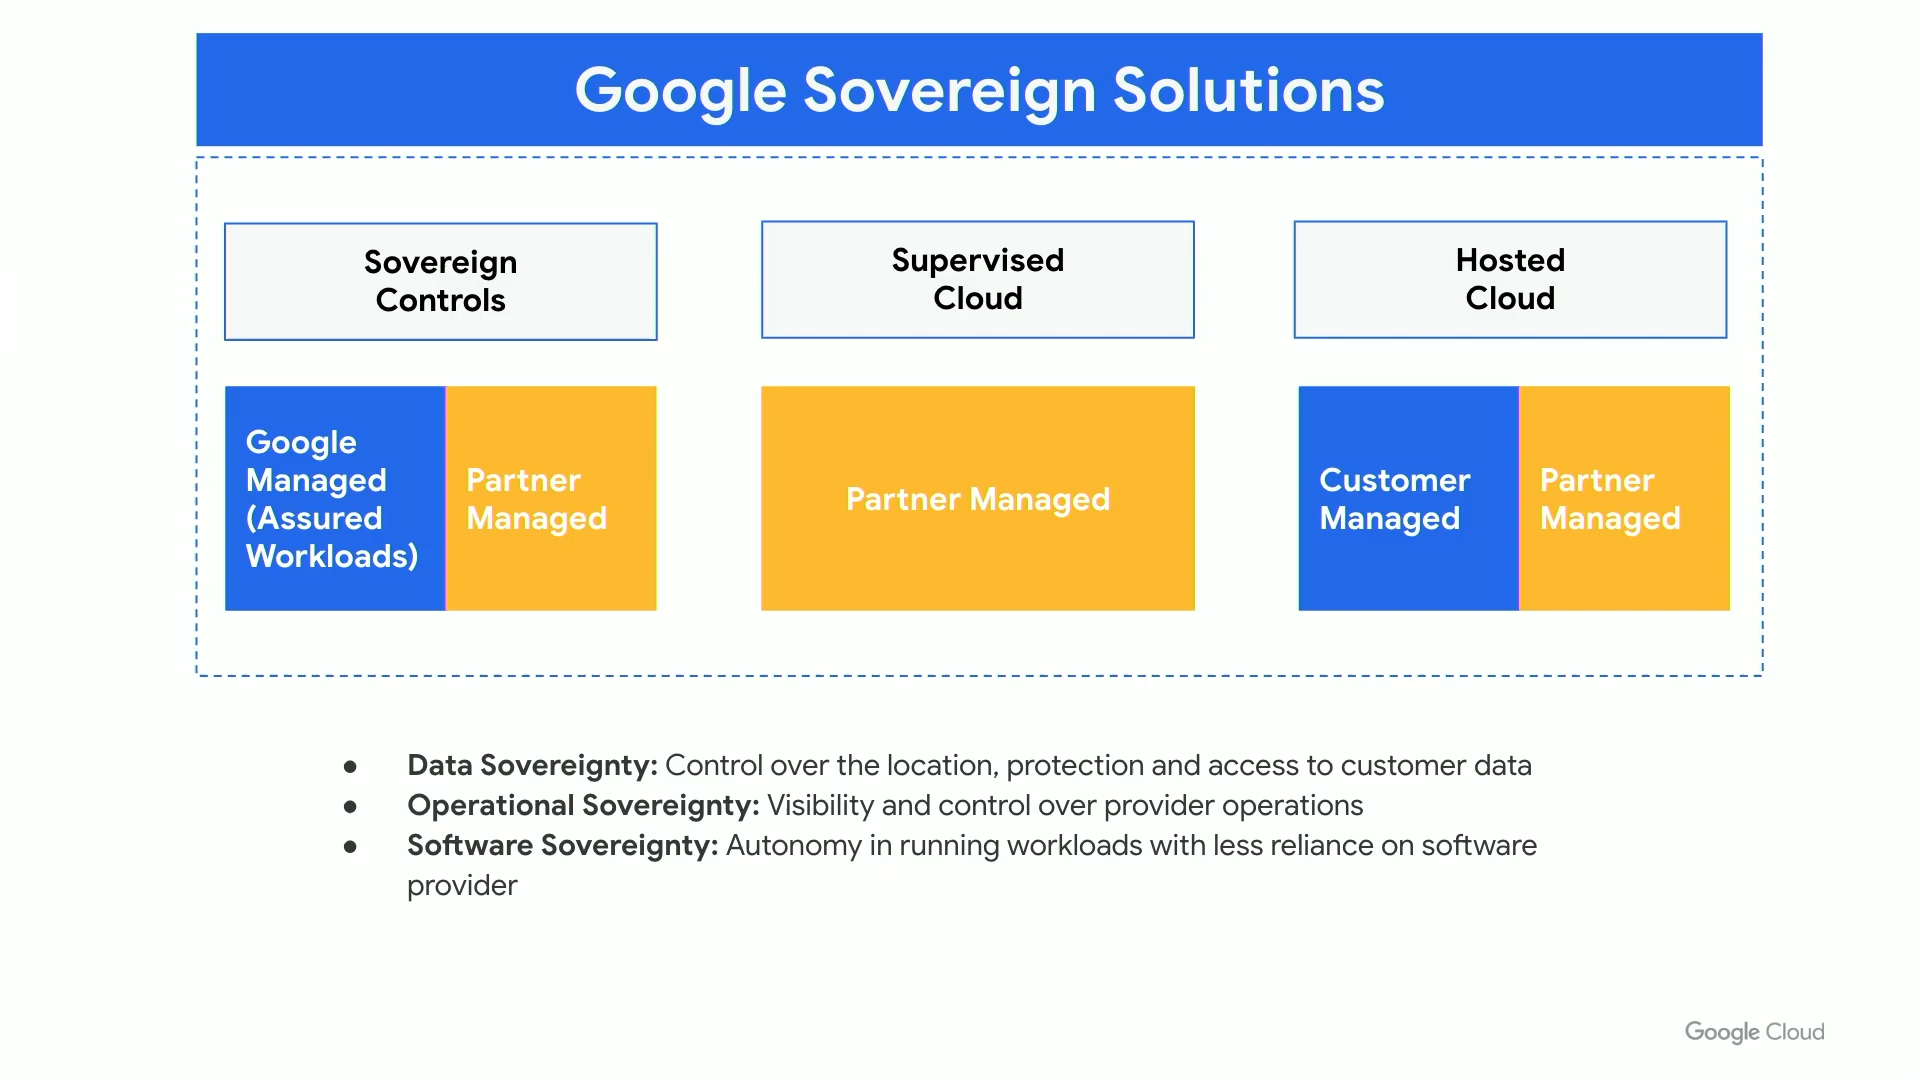 Google Sovereign Solutions
Sovereign
Controls
Supervised
Cloud
Hosted
Cloud
Google
Managed
(Assured
Workloads)
Partner
Managed
Partner Managed
Customer
Managed
Partner
Managed
● Data Sovereignty: Control over the location, protection and access to customer data
● Operational Sovereignty: Visibility and control over provider operations
● Software Sovereignty: Autonomy in running workloads with less reliance on software
provider
Google Cloud